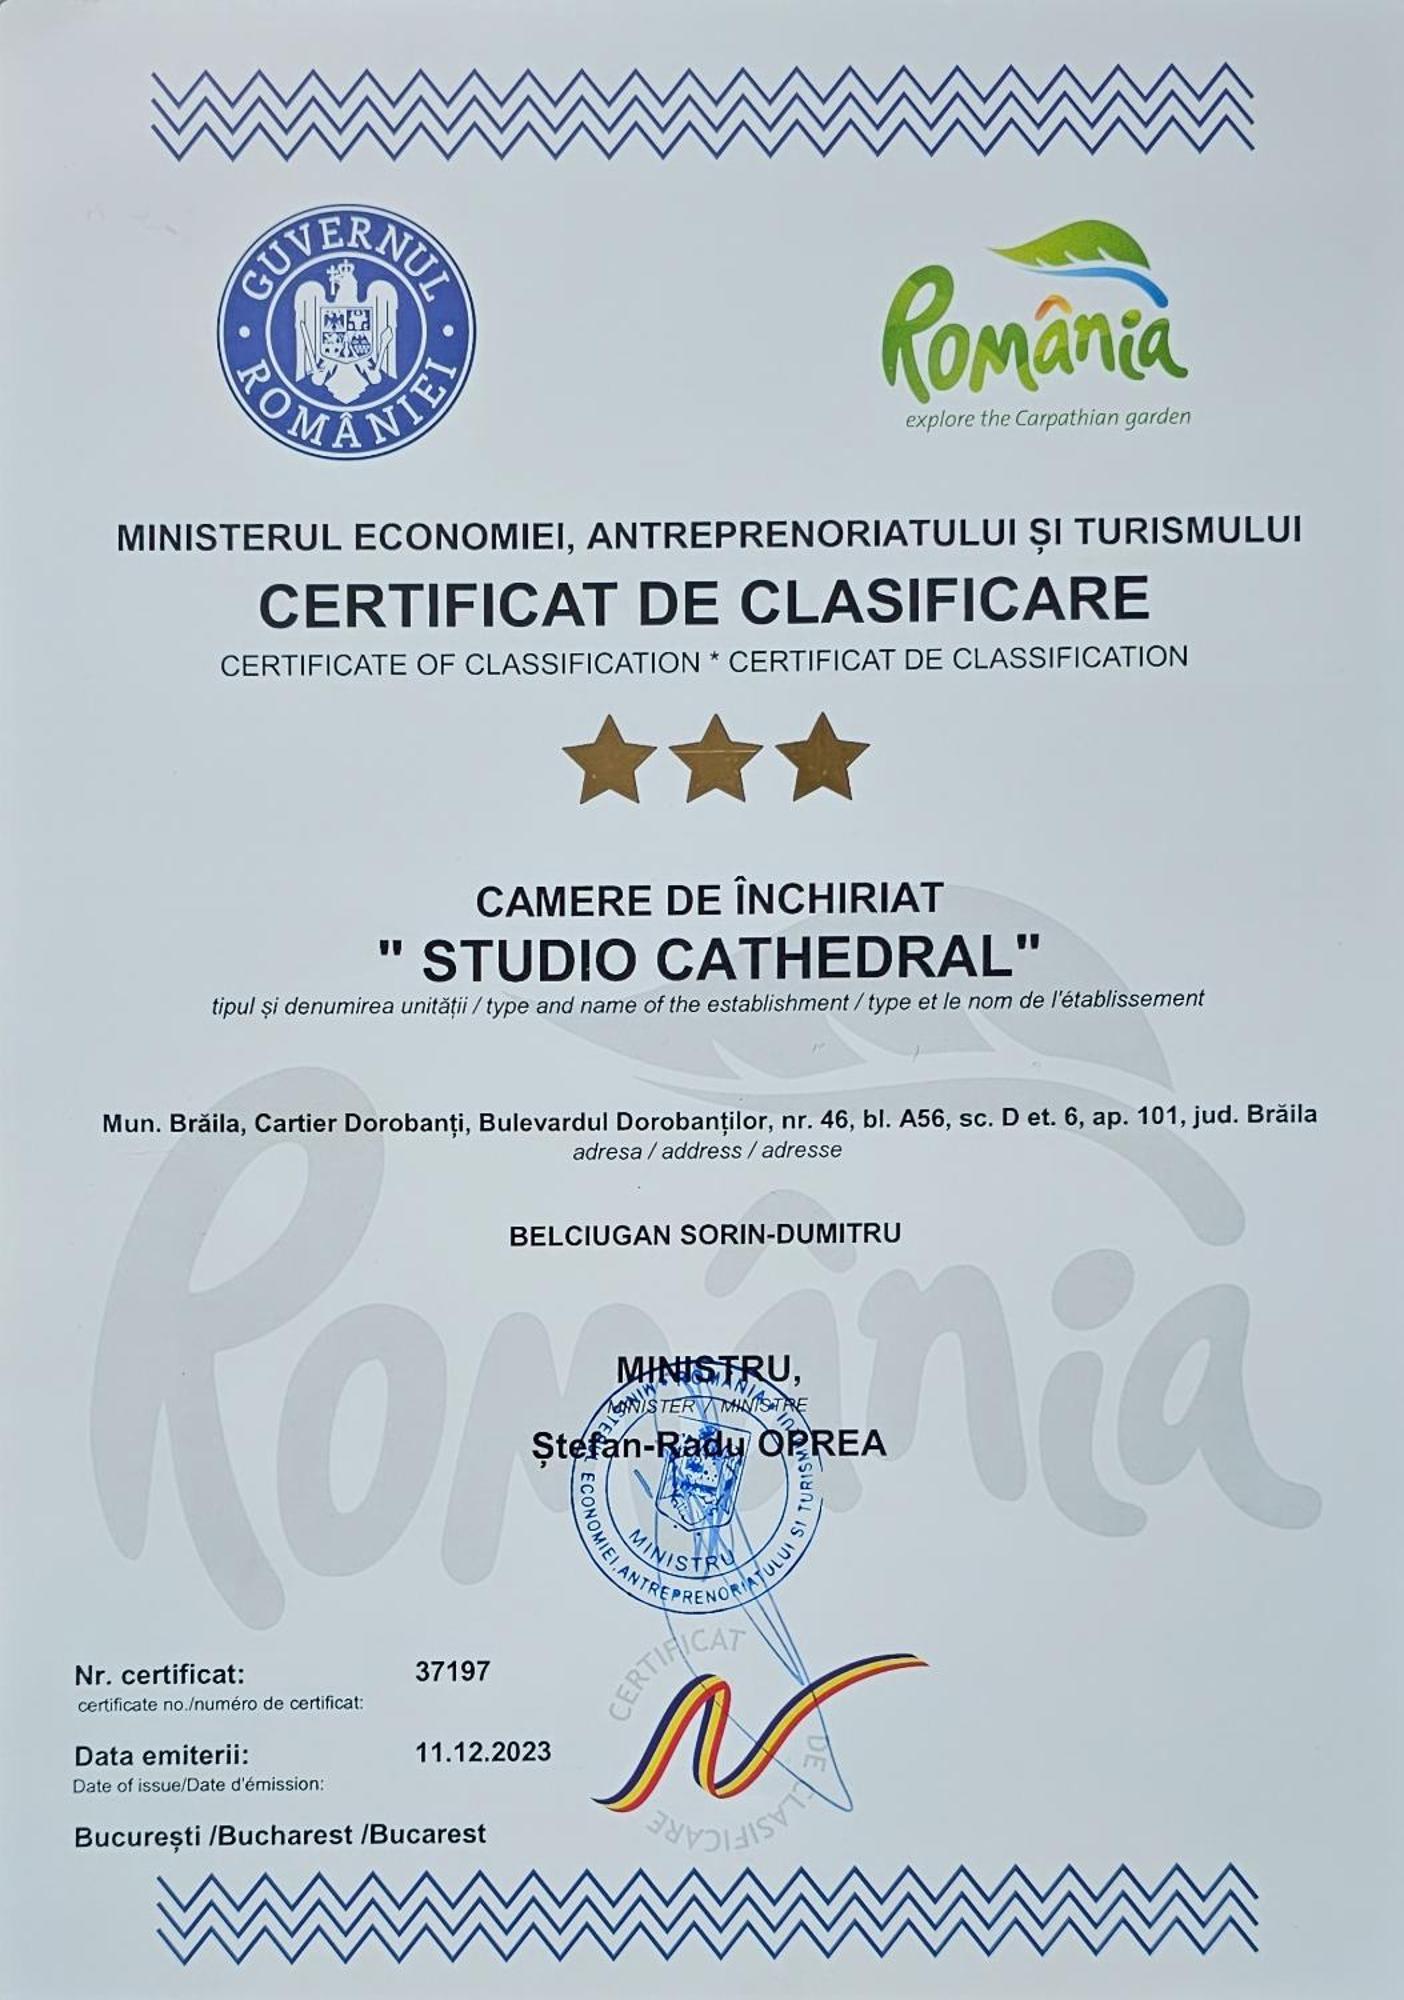 GUVERNUL ROMÂNIEI
România
explore the Carpathian garden
MINISTERUL ECONOMIEI, ANTREPRENORIATULUI ȘI TURISMULUI
CERTIFICAT DE CLASIFICARE
CERTIFICATE OF CLASSIFICATION * CERTIFICAT DE CLASSIFICATION
CAMERE DE ÎNCHIRIAT
" STUDIO CATHEDRAL"
tipul și denumirea unității / type and name of the establishment / type et le nom de l'établissement
Mun. Brăila, Cartier Dorobanți, Bulevardul Dorobanților, nr. 46, bl. A56, sc. D et. 6, ap. 101, jud. Brăila
adresa / address / adresse
BELCIUGAN SORIN-DUMITRU
România
MINISTRU,
MINISTER / MINISTRE
Ștefan-Radu OPREA
ROMÂNIA * MINISTERUL ECONOMIEI, ANTREPRENORIATULUI SI TURISMULUI
MINISTRU
CERTIFICAT DE CLASIFICARE
Nr. certificat: 37197
certificate no./numéro de certificat:
Data emiterii: 11.12.2023
Date of issue/Date d'émission:
București /Bucharest /Bucarest